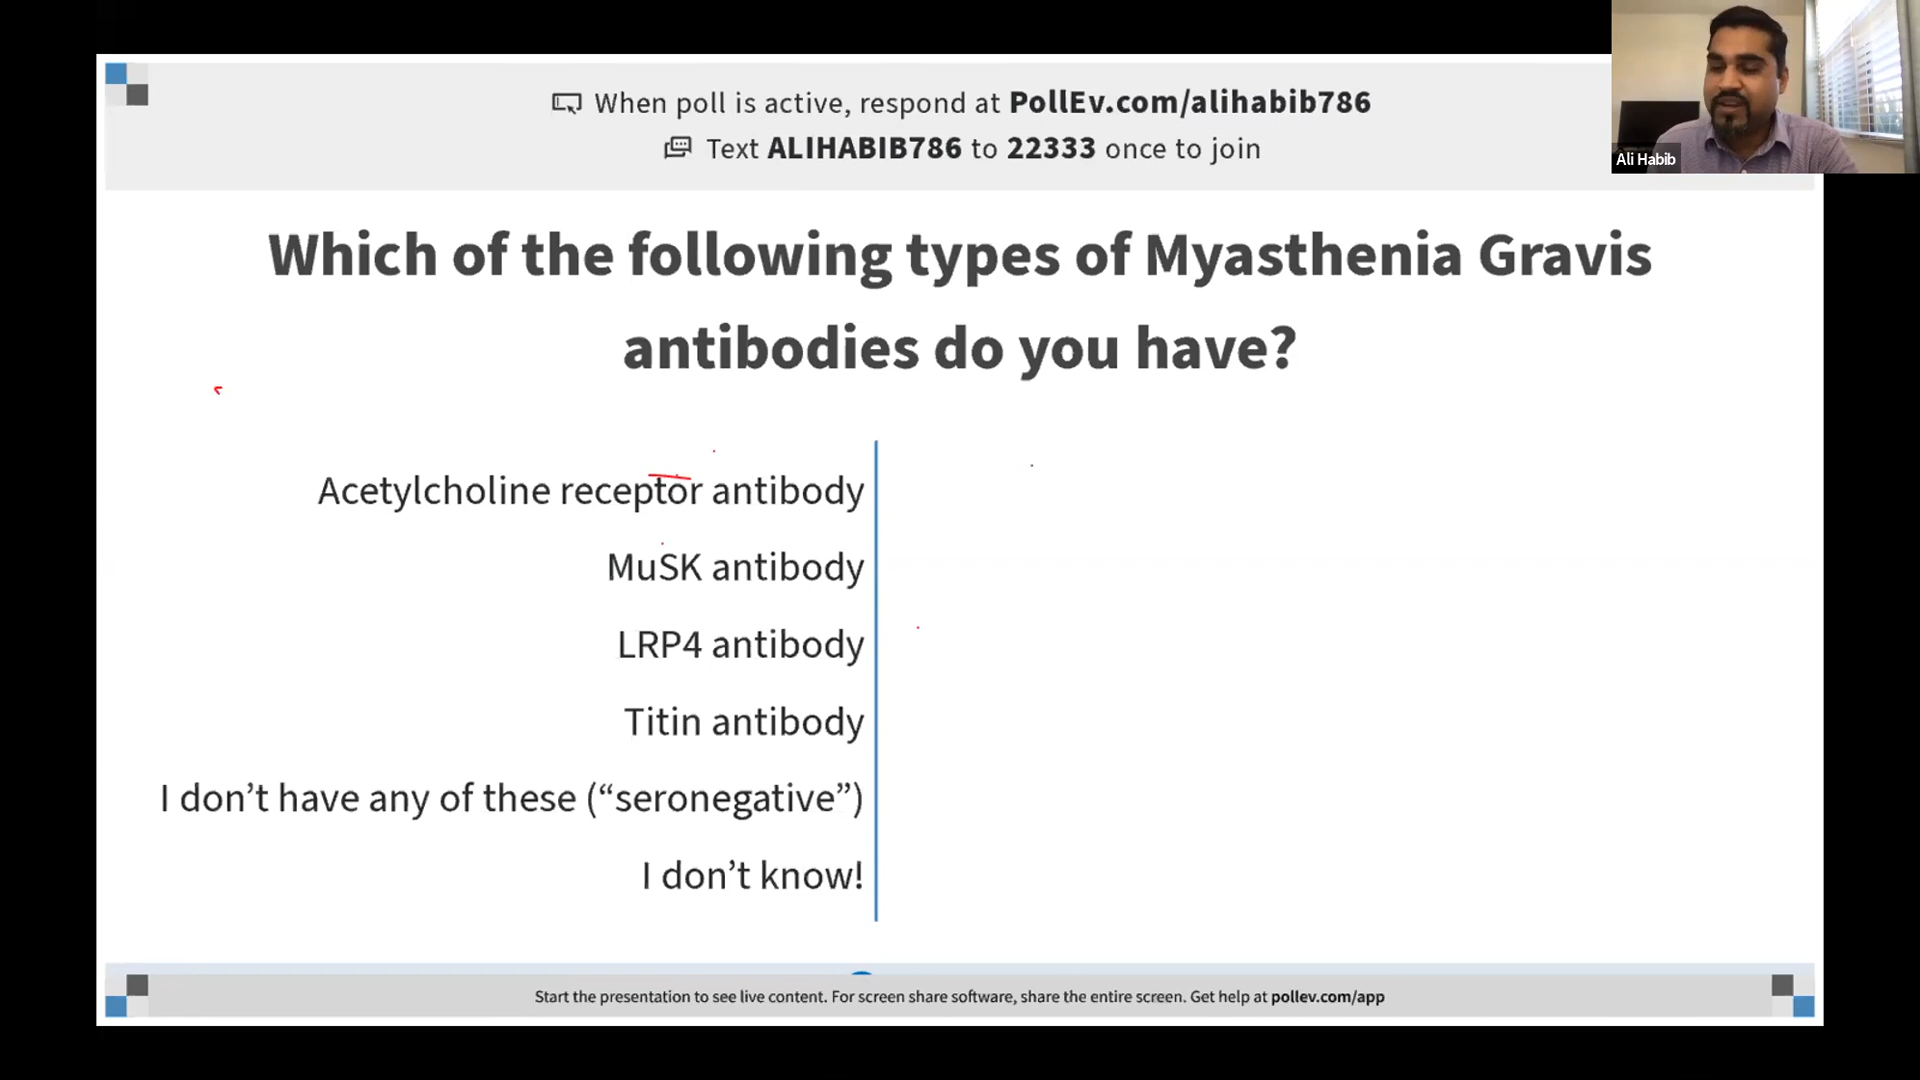 When poll is active, respond at PollEv.com/alihabib786
Text ALIHABIB786 to 22333 once to join
Ali Habib
Which of the following types of Myasthenia Gravis
antibodies do you have?
Acetylcholine receptor antibody
MuSK antibody
LRP4 antibody
Titin antibody
I don’t have any of these (“seronegative”)
I don’t know!
Start the presentation to see live content. For screen share software, share the entire screen. Get help at pollev.com/app